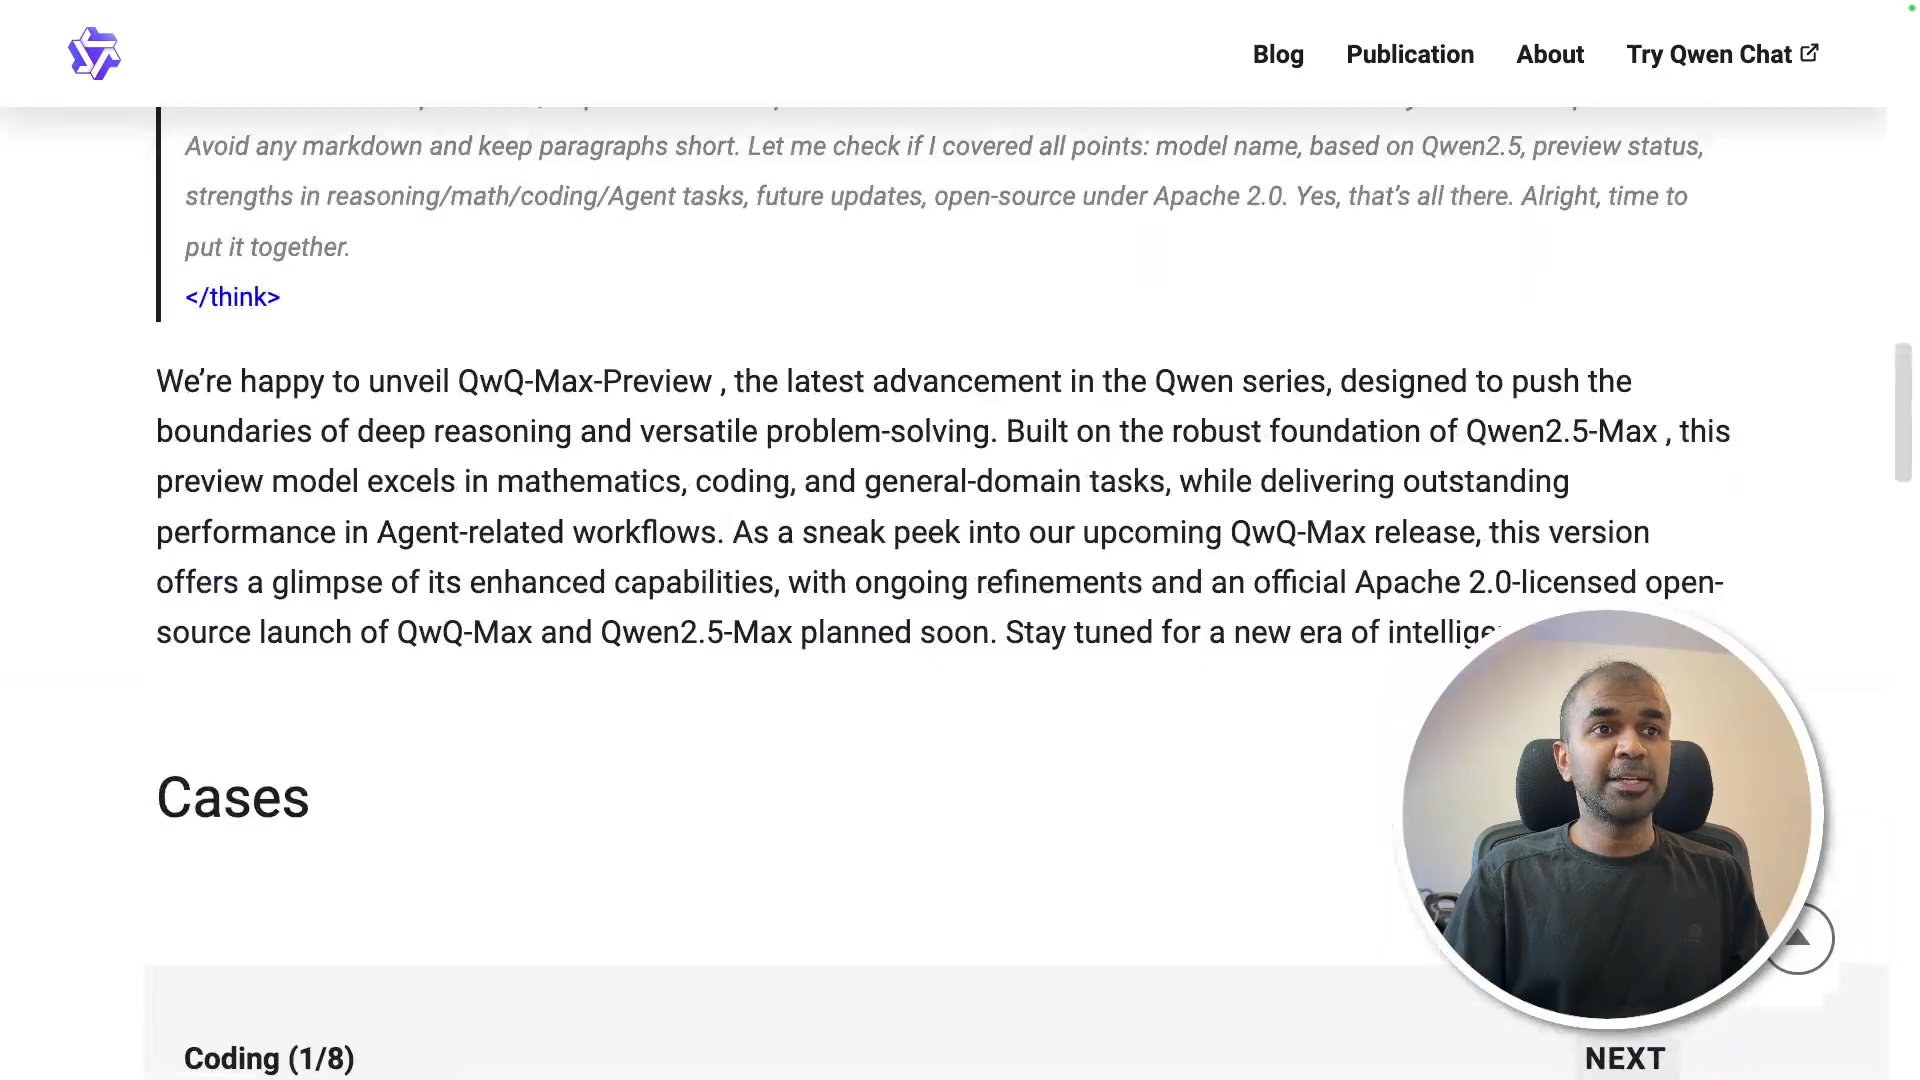 Blog Publication About Try Qwen Chat
Avoid any markdown and keep paragraphs short. Let me check if I covered all points: model name, based on Qwen2.5, preview status,
strengths in reasoning/math/coding/Agent tasks, future updates, open-source under Apache 2.0. Yes, that's all there. Alright, time to
put it together.
</think>
We're happy to unveil QwQ-Max-Preview , the latest advancement in the Qwen series, designed to push the
boundaries of deep reasoning and versatile problem-solving. Built on the robust foundation of Qwen2.5-Max , this
preview model excels in mathematics, coding, and general-domain tasks, while delivering outstanding
performance in Agent-related workflows. As a sneak peek into our upcoming QwQ-Max release, this version
offers a glimpse of its enhanced capabilities, with ongoing refinements and an official Apache 2.0-licensed open-
source launch of QwQ-Max and Qwen2.5-Max planned soon. Stay tuned for a new era of
Cases
Coding (1/8)
NEXT